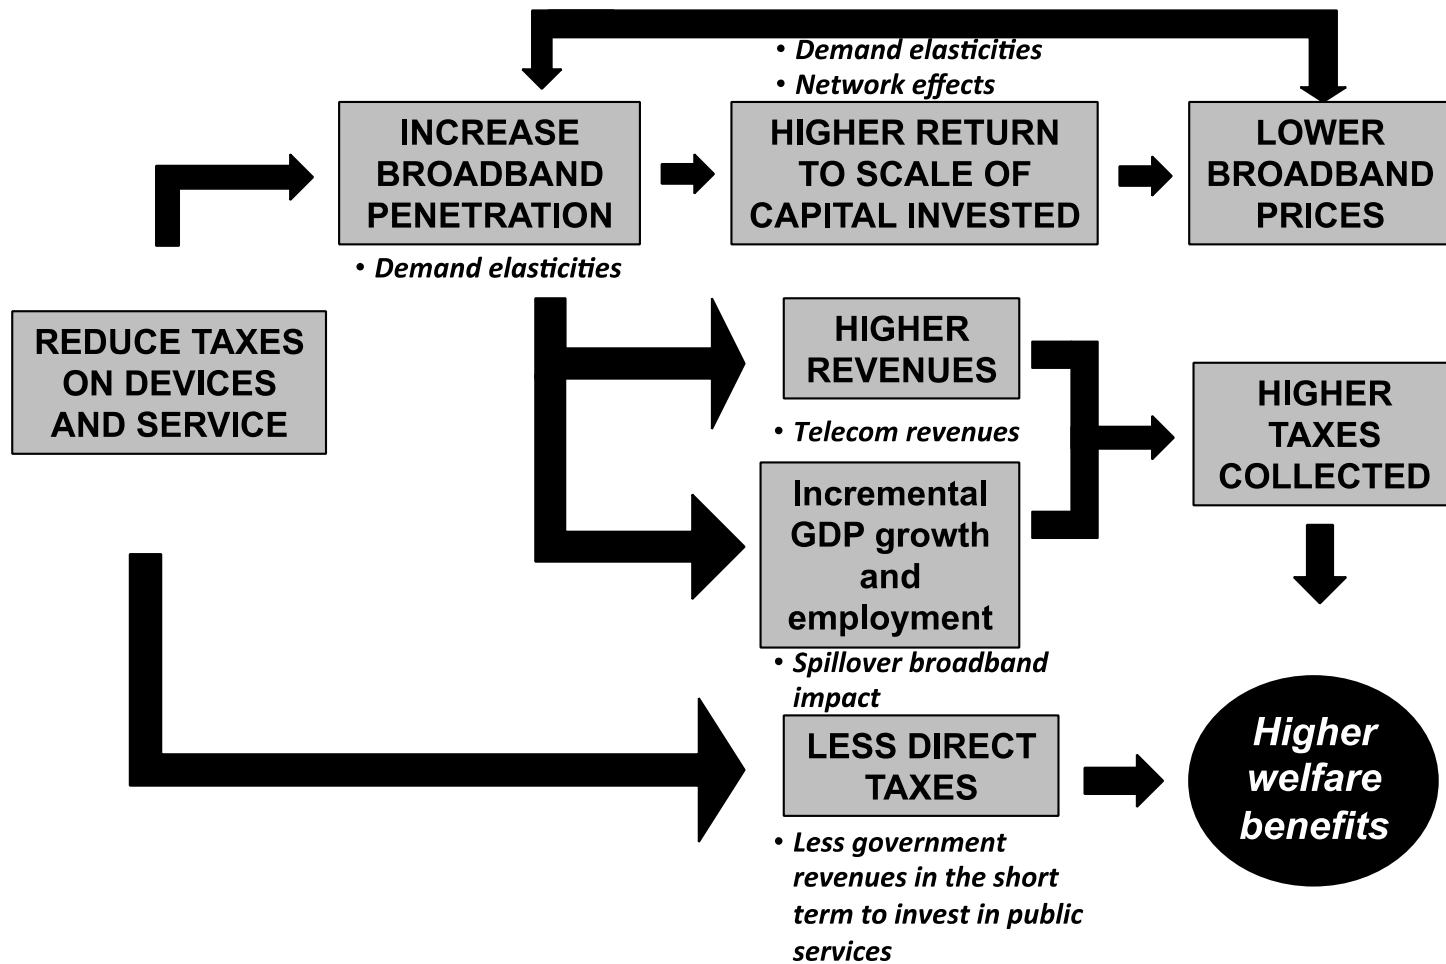 • Demand elasticities
• Network effects
INCREASE
BROADBAND
PENETRATION
HIGHER RETURN
TO SCALE OF
CAPITAL INVESTED
LOWER
BROADBAND
PRICES
• Demand elasticities
REDUCE TAXES
ON DEVICES
AND SERVICE
HIGHER
REVENUES
• Telecom revenues
HIGHER
TAXES
COLLECTED
Incremental
GDP growth
and
employment
• Spillover broadband
impact
LESS DIRECT
TAXES
• Less government
revenues in the short
term to invest in public
services
Higher
welfare
benefits